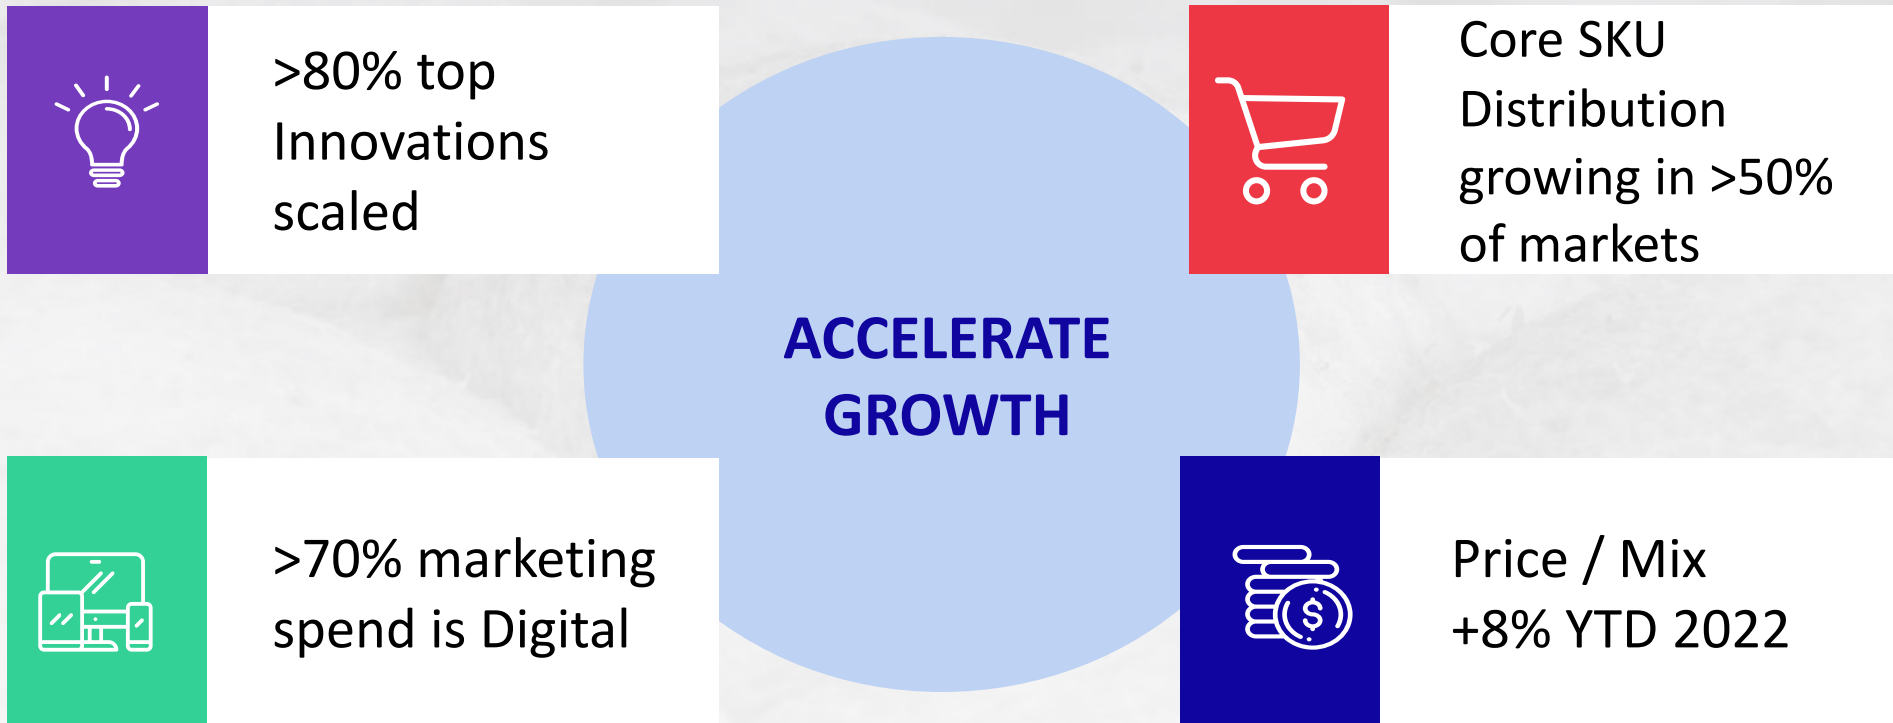 >80% top
Innovations
scaled
Core SKU
Distribution
growing in >50%
of markets
ACCELERATE
GROWTH
>70% marketing
spend is Digital
$
Price / Mix
+8% YTD 2022